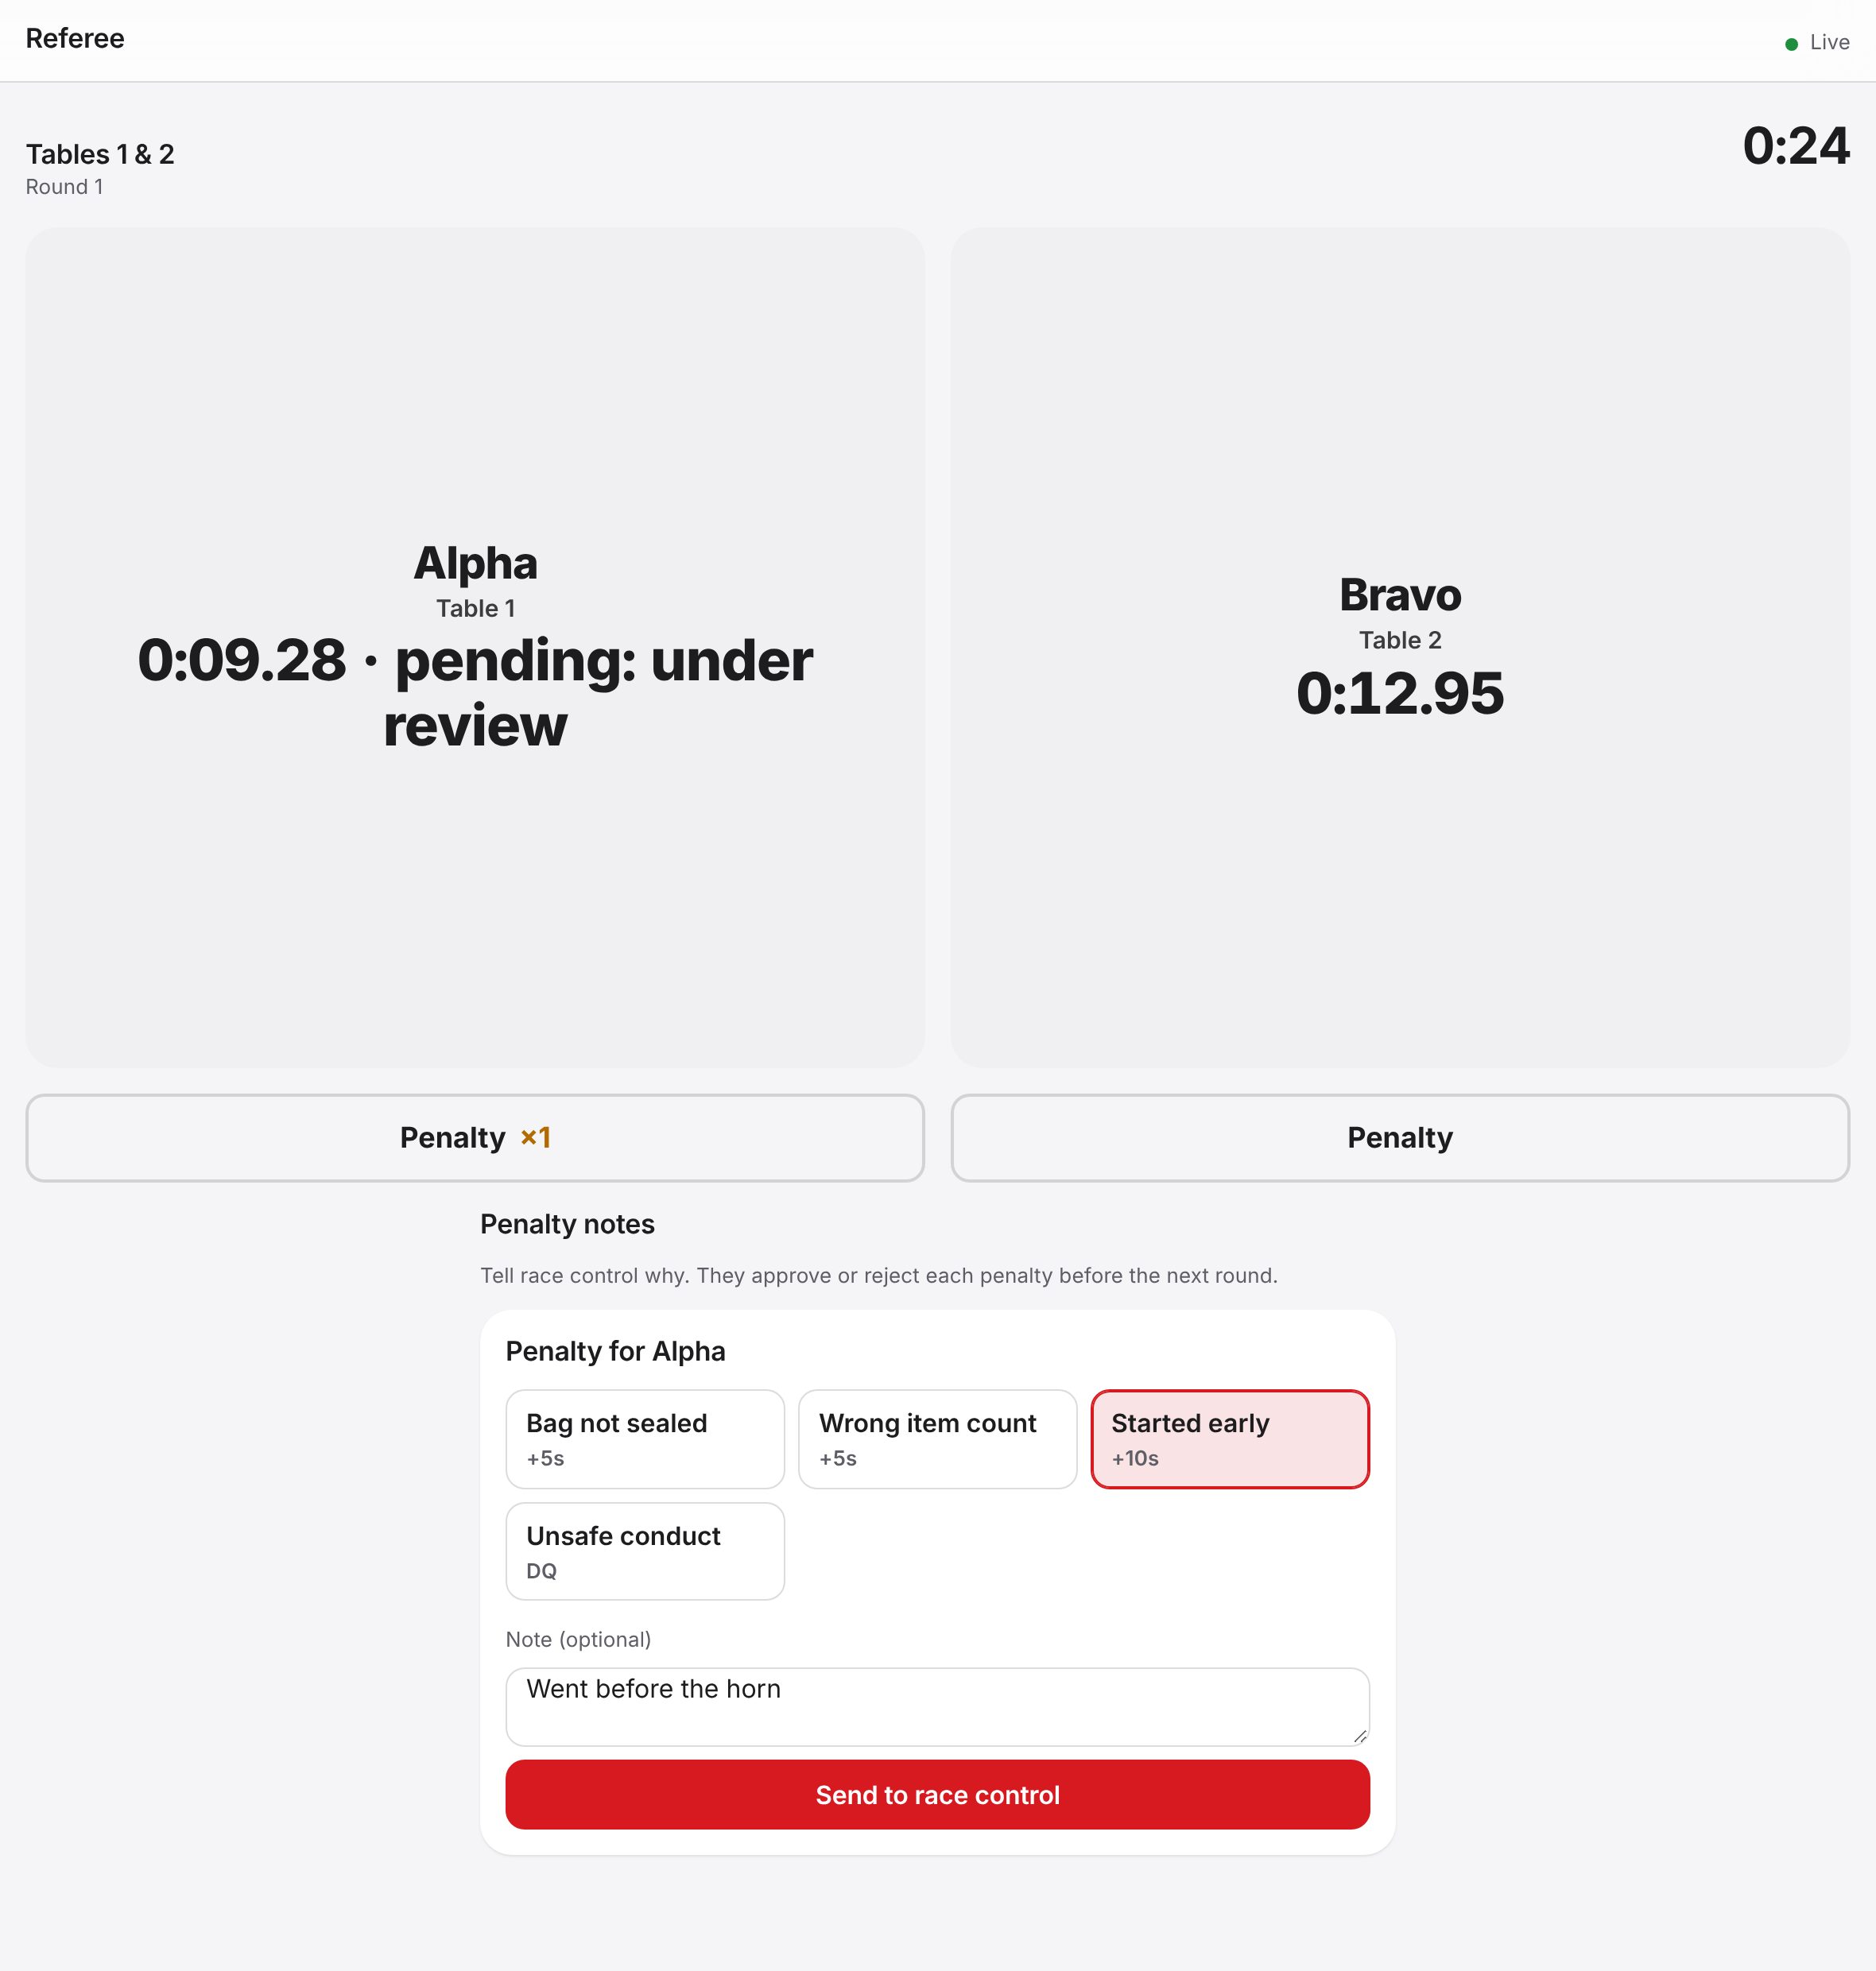 Referee
Live
Tables 1 & 2
Round 1
0:24
Alpha
Table 1
0:09.28 · pending: under
review
Bravo
Table 2
0:12.95
Penalty ×1
Penalty
Penalty notes
Tell race control why. They approve or reject each penalty before the next round.
Penalty for Alpha
Bag not sealed
+5s
Wrong item count
+5s
Started early
+10s
Unsafe conduct
DQ
Note (optional)
Went before the horn
Send to race control